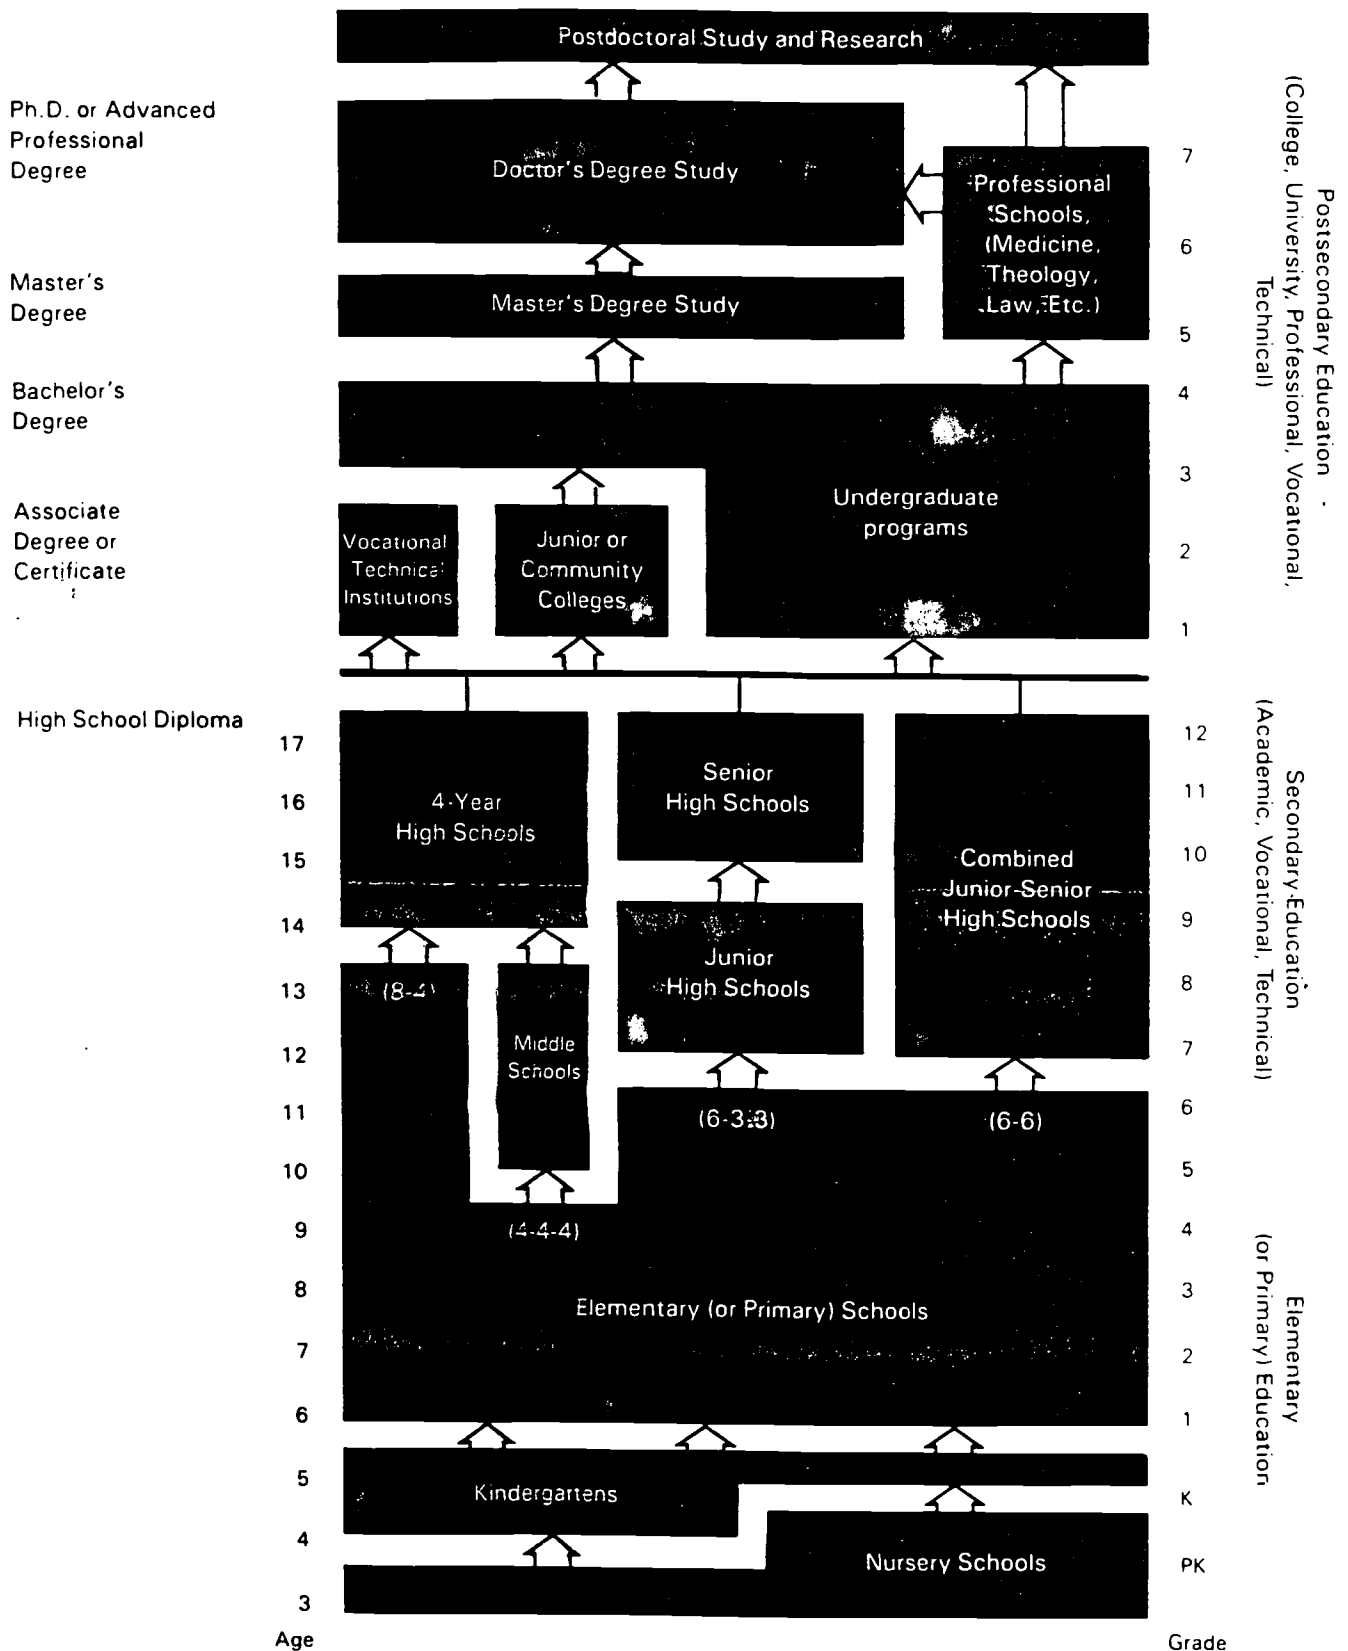 Postdoctoral Study and Research
Ph.D. or Advanced
Professional
Degree
Doctor's Degree Study
Professional
Schools,
(Medicine,
Theology,
Law, Etc.)
7
6
5
Master's
Degree
Master's Degree Study
Bachelor's
Degree
4
3
2
1
Undergraduate
programs
Associate
Degree or
Certificate
Vocational
Technical
Institutions
Junior or
Community
Colleges
Postsecondary Education
(College, University, Professional, Vocational,
Technical)
High School Diploma
17
16
15
14
13
12
11
10
9
8
7
6
5
4
3
Age
4-Year
High Schools
Senior
High Schools
Combined
Junior-Senior
High Schools
Junior
High Schools
(8-4)
Middle
Schools
(6-3-3)
(6-6)
(4-4-4)
Elementary (or Primary) Schools
Kindergartens
Nursery Schools
12
11
10
9
8
7
6
5
4
3
2
1
K
PK
Grade
Secondary Education
(Academic, Vocational, Technical)
Elementary
(or Primary) Education